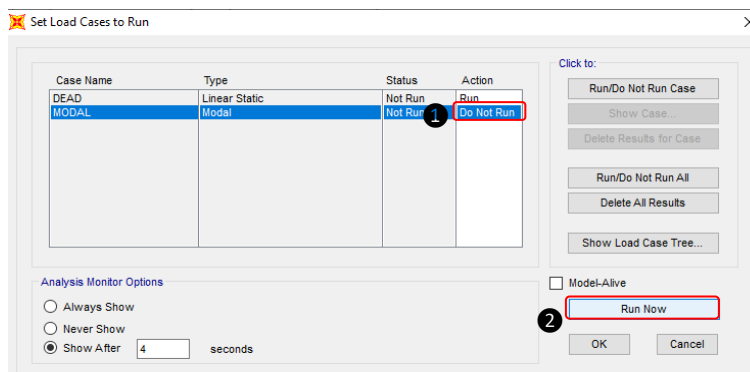 Set Load Cases to Run
Case Name Type Status Action
DEAD Linear Static Not Run Run
MODAL Modal Not Run Do Not Run
1
Click to:
Run/Do Not Run Case
Show Case...
Delete Results for Case
Run/Do Not Run All
Delete All Results
Show Load Case Tree...
Analysis Monitor Options
Always Show
Never Show
Show After 4 seconds
Model-Alive
Run Now
2
OK Cancel